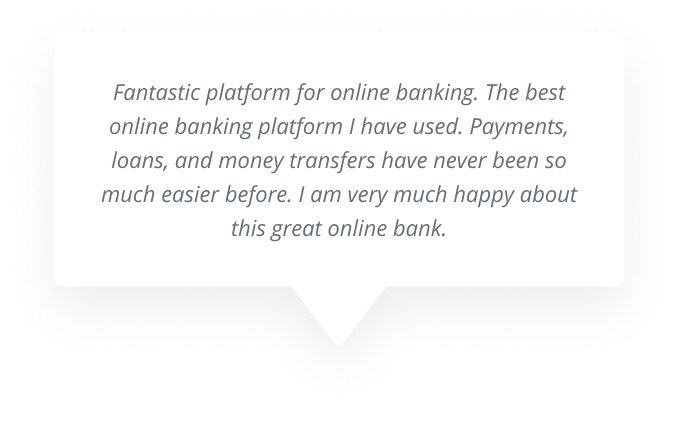 Fantastic platform for online banking. The best
online banking platform I have used. Payments,
loans, and money transfers have never been so
much easier before. I am very much happy about
this great online bank.